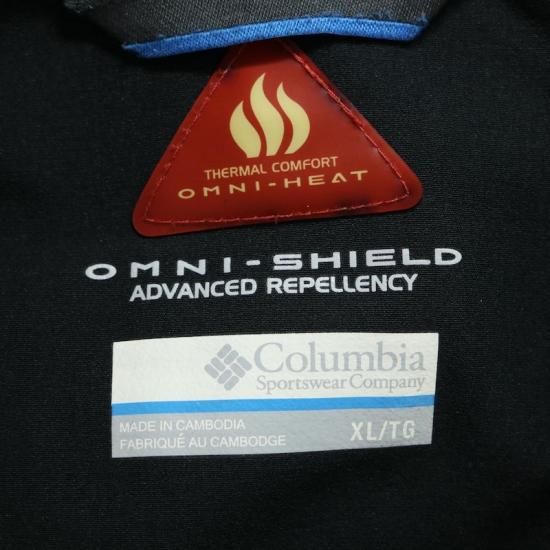 THERMAL COMFORT
OMNI-HEAT
OMNI-SHIELD
ADVANCED REPELLENCY
Columbia
Sportswear Company
MADE IN CAMBODIA
FABRIQUÉ AU CAMBODGE
XL/TG